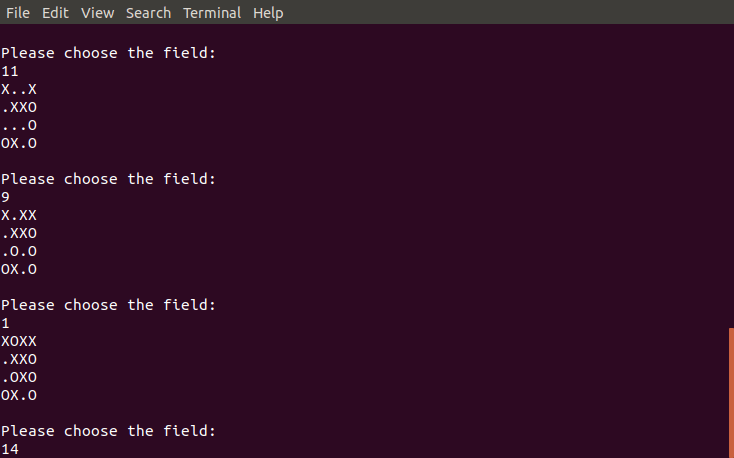 File Edit View Search Terminal Help
Please choose the field:
11
X..X
.XXO
...O
OX.O
Please choose the field:
9
X.XX
.XXO
.O.O
OX.O
Please choose the field:
1
XOXX
.XXO
.OXO
OX.O
Please choose the field:
14